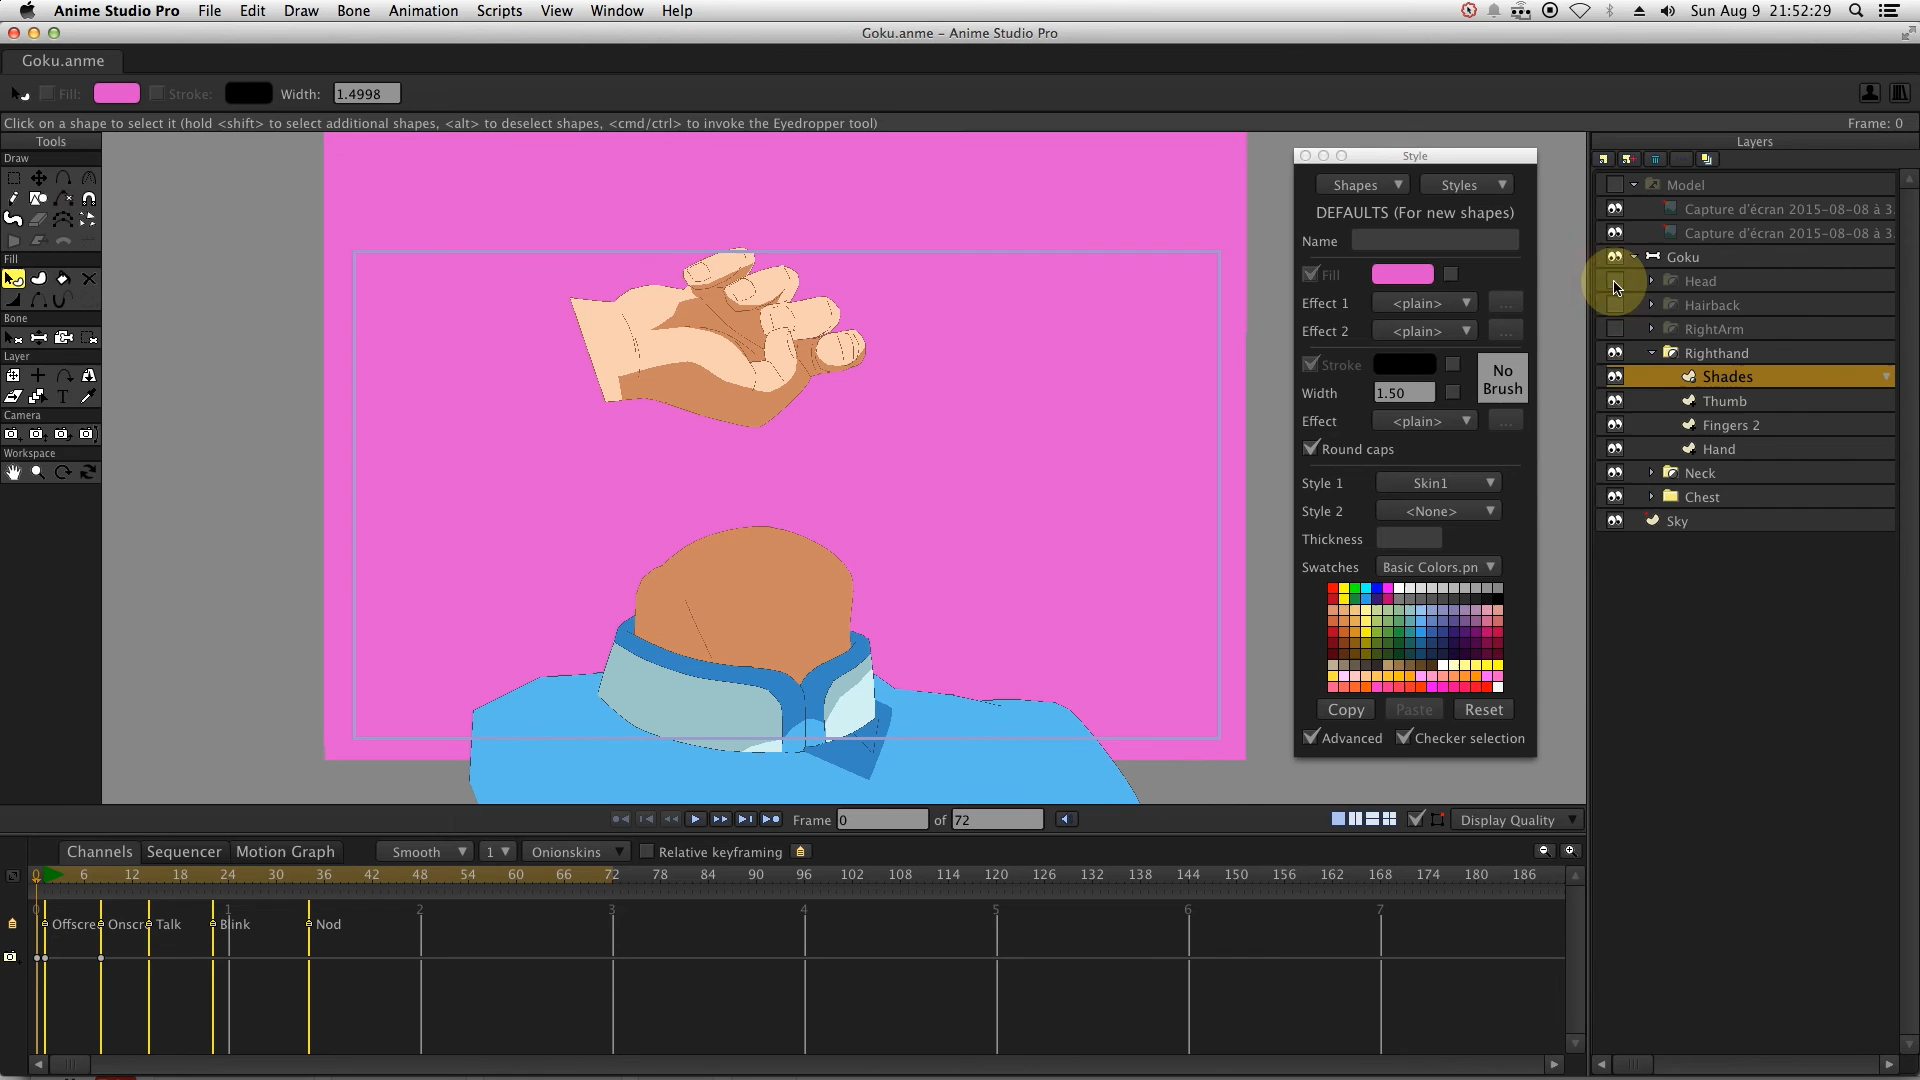 Anime Studio Pro File Edit Draw Bone Animation Scripts View Window Help Sun Aug 9 21:52:29
Goku.anme - Anime Studio Pro
Goku.anme
Fill: Stroke: Width: 1.4998
Click on a shape to select it (hold <shift> to select additional shapes, <alt> to deselect shapes, <cmd/ctrl> to invoke the Eyedropper tool) Frame: 0
Tools
Draw
Fill
Bone
Layer
Camera
Workspace
Style
Shapes Styles
DEFAULTS (For new shapes)
Name
Fill
Effect 1 <plain> ...
Effect 2 <plain> ...
Stroke No Brush
Width 1.50
Effect <plain> ...
Round caps
Style 1 Skin1
Style 2 <None>
Thickness
Swatches Basic Colors.pn
Copy Paste Reset
Advanced Checker selection
Layers
Model
Capture d'écran 2015-08-08 à 3.
Capture d'écran 2015-08-08 à 3.
Goku
Head
Hairback
RightArm
Righthand
Shades
Thumb
Fingers 2
Hand
Neck
Chest
Sky
Frame 0 of 72 Display Quality
Channels Sequencer Motion Graph Smooth 1 Onionskins Relative keyframing
0 6 12 18 24 30 36 42 48 54 60 66 72 78 84 90 96 102 108 114 120 126 132 138 144 150 156 162 168 174 180 186
0 1 2 3 4 5 6 7
Offscre Onscre Talk Blink Nod